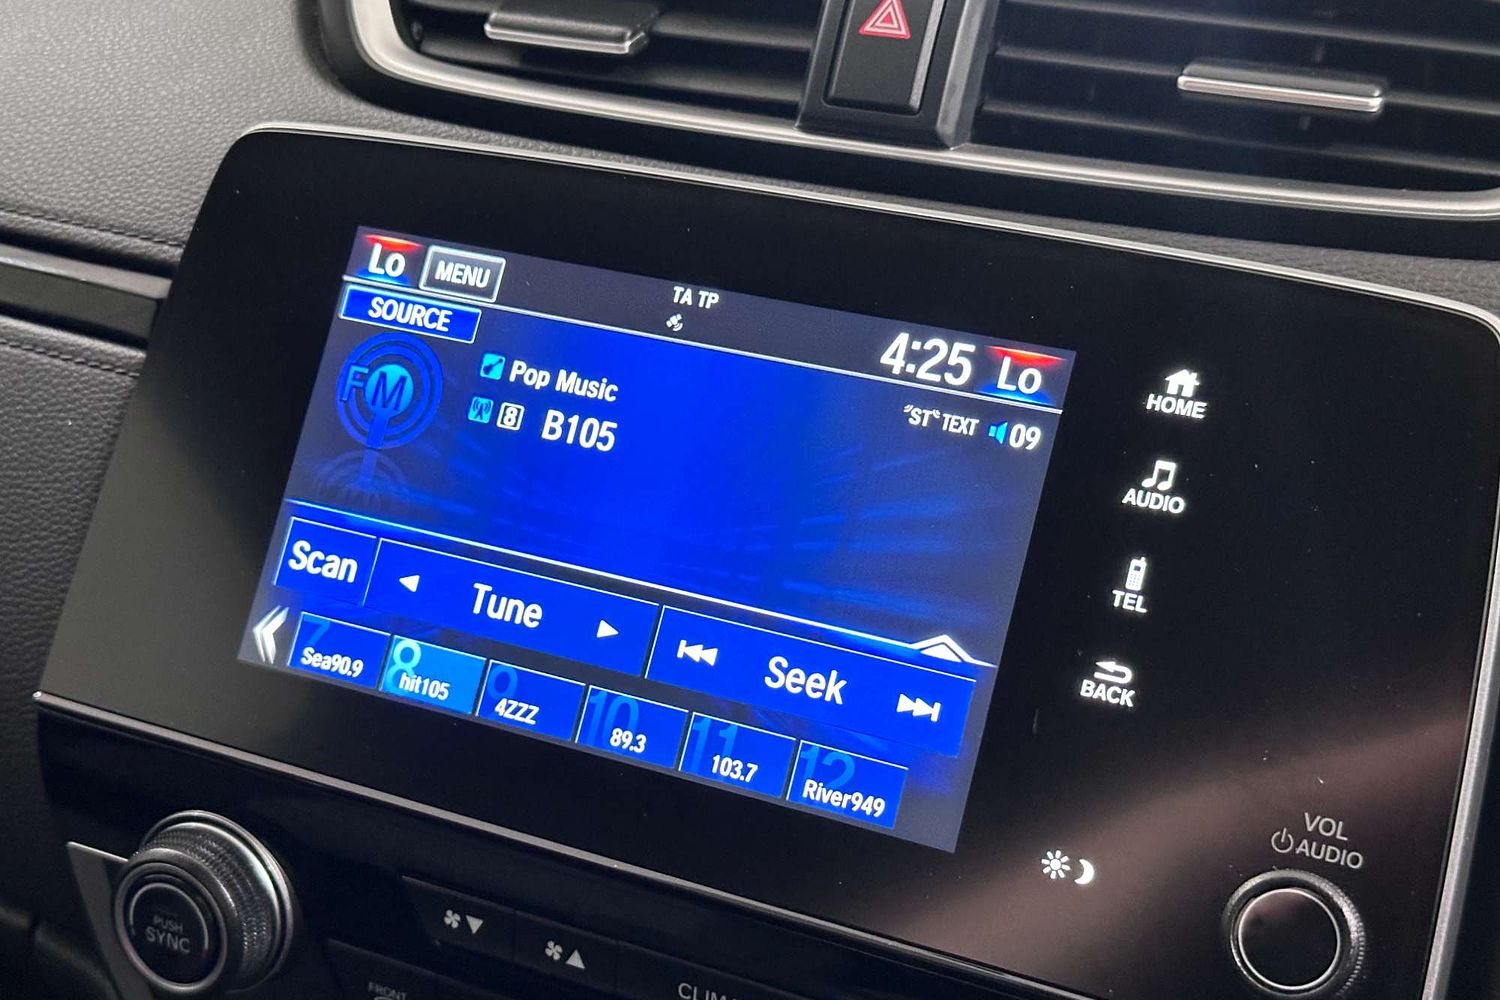 Lo MENU TA TP 4:25 Lo
SOURCE
FM
Pop Music
8 B105
ST TEXT 09
Scan Tune Seek
7 Sea90.9
8 hit105
9 4ZZZ
10 89.3
11 103.7
12 River949
HOME
AUDIO
TEL
BACK
VOL
AUDIO
PUSH
SYNC
FRONT